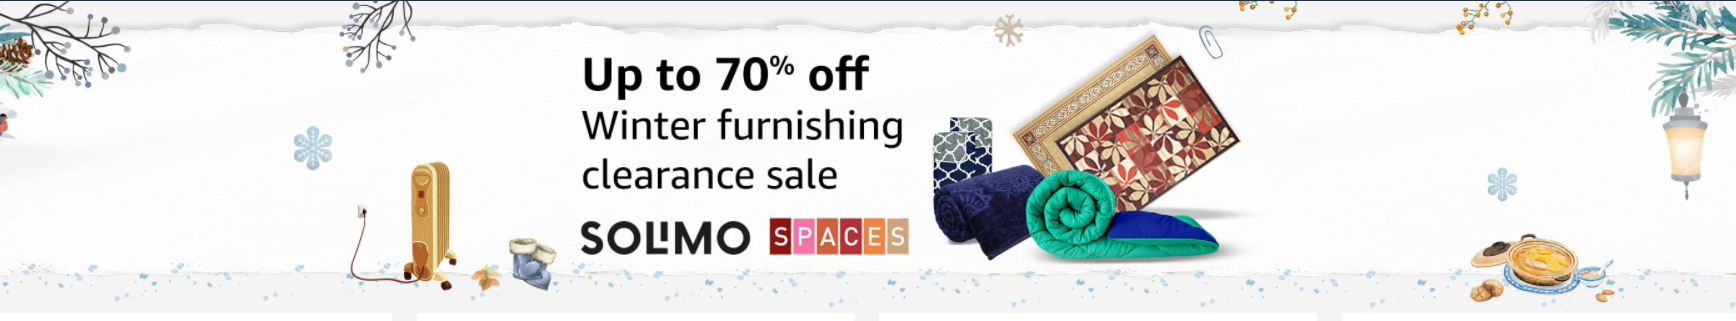 Up to 70% off
Winter furnishing
clearance sale
SOLIMO SPACES